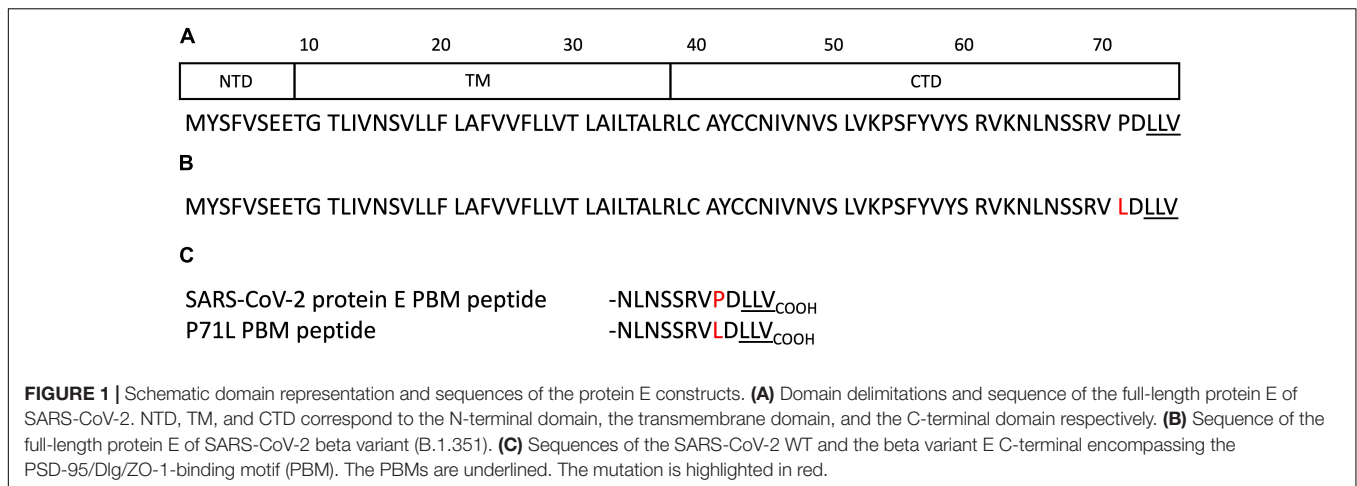 A
10 20 30 40 50 60 70
NTD TM CTD
MYSFVSEETG TLIVNSVLLF LAFVVFLLVT LAILTALRLC AYCCNIVNVS LVKPSFYVYS RVKNLNSSRV PDLLV
B
MYSFVSEETG TLIVNSVLLF LAFVVFLLVT LAILTALRLC AYCCNIVNVS LVKPSFYVYS RVKNLNSSRV LDLLV
C
SARS-CoV-2 protein E PBM peptide -NLNSSRVPDLLVCOOH
P71L PBM peptide -NLNSSRVLDLLVCOOH
FIGURE 1 | Schematic domain representation and sequences of the protein E constructs. (A) Domain delimitations and sequence of the full-length protein E of
SARS-CoV-2. NTD, TM, and CTD correspond to the N-terminal domain, the transmembrane domain, and the C-terminal domain respectively. (B) Sequence of the
full-length protein E of SARS-CoV-2 beta variant (B.1.351). (C) Sequences of the SARS-CoV-2 WT and the beta variant E C-terminal encompassing the
PSD-95/Dlg/ZO-1-binding motif (PBM). The PBMs are underlined. The mutation is highlighted in red.